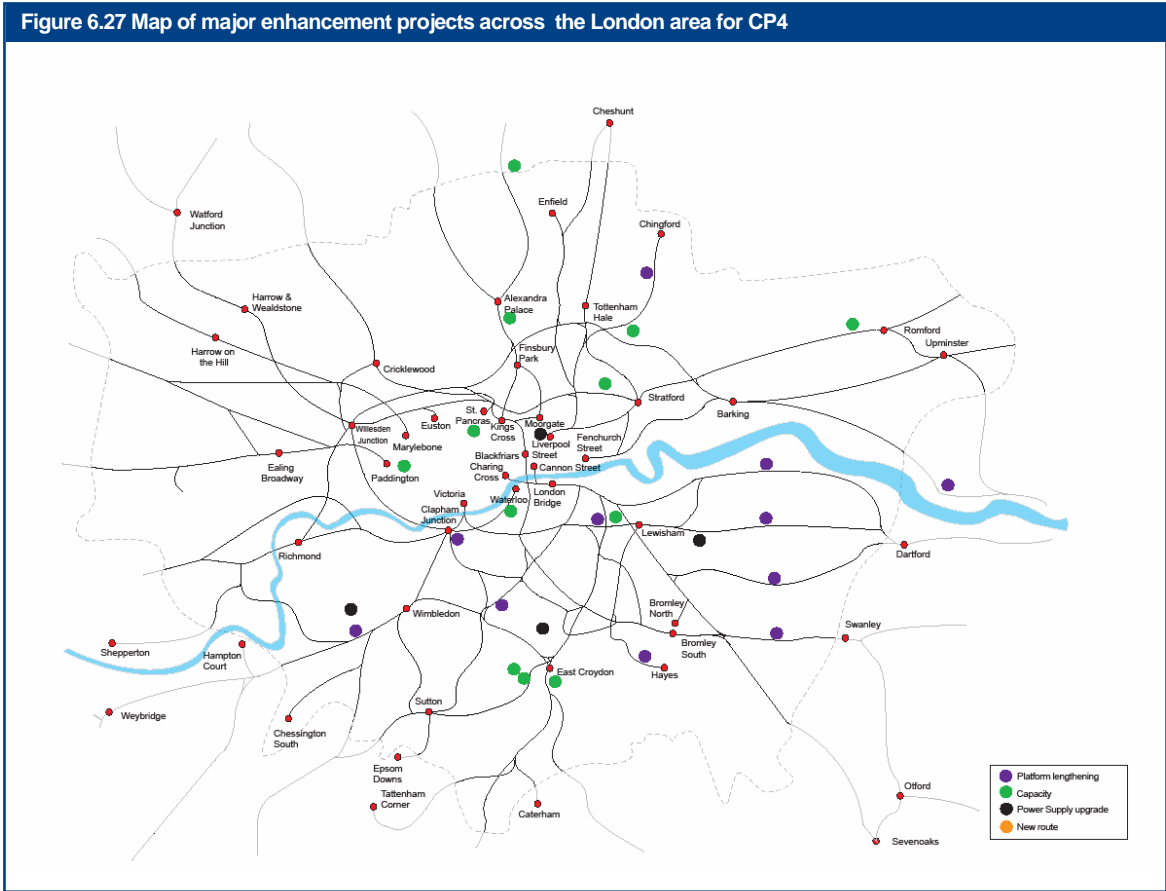 Figure 6.27 Map of major enhancement projects across the London area for CP4
Cheshunt
Watford
Junction
Enfield
Chingford
Harrow &
Wealdstone
Alexandra
Palace
Tottenham
Hale
Romford
Harrow on
the Hill
Finsbury
Park
Upminster
Cricklewood
Stratford
Barking
St.
Pancras
Euston
Kings
Cross
Moorgate
Willesden
Junction
Marylebone
Liverpool
Street
Fenchurch
Street
Ealing
Broadway
Paddington
Blackfriars
Charing
Cross
Cannon Street
Victoria
Waterloo
London
Bridge
Clapham
Junction
Lewisham
Richmond
Dartford
Wimbledon
Bromley
North
Swanley
Shepperton
Hampton
Court
Bromley
South
East Croydon
Hayes
Sutton
Weybridge
Chessington
South
Epsom
Downs
Tattenham
Corner
Caterham
Otford
Sevenoaks
Platform lengthening
Capacity
Power Supply upgrade
New route